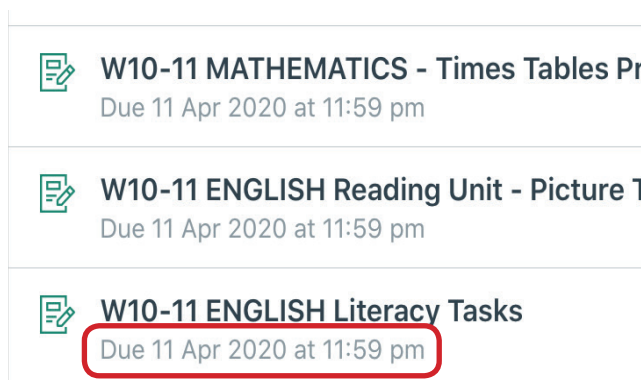 W10-11 MATHEMATICS - Times Tables
Due 11 Apr 2020 at 11:59 pm
W10-11 ENGLISH Reading Unit - Picture
Due 11 Apr 2020 at 11:59 pm
W10-11 ENGLISH Literacy Tasks
Due 11 Apr 2020 at 11:59 pm